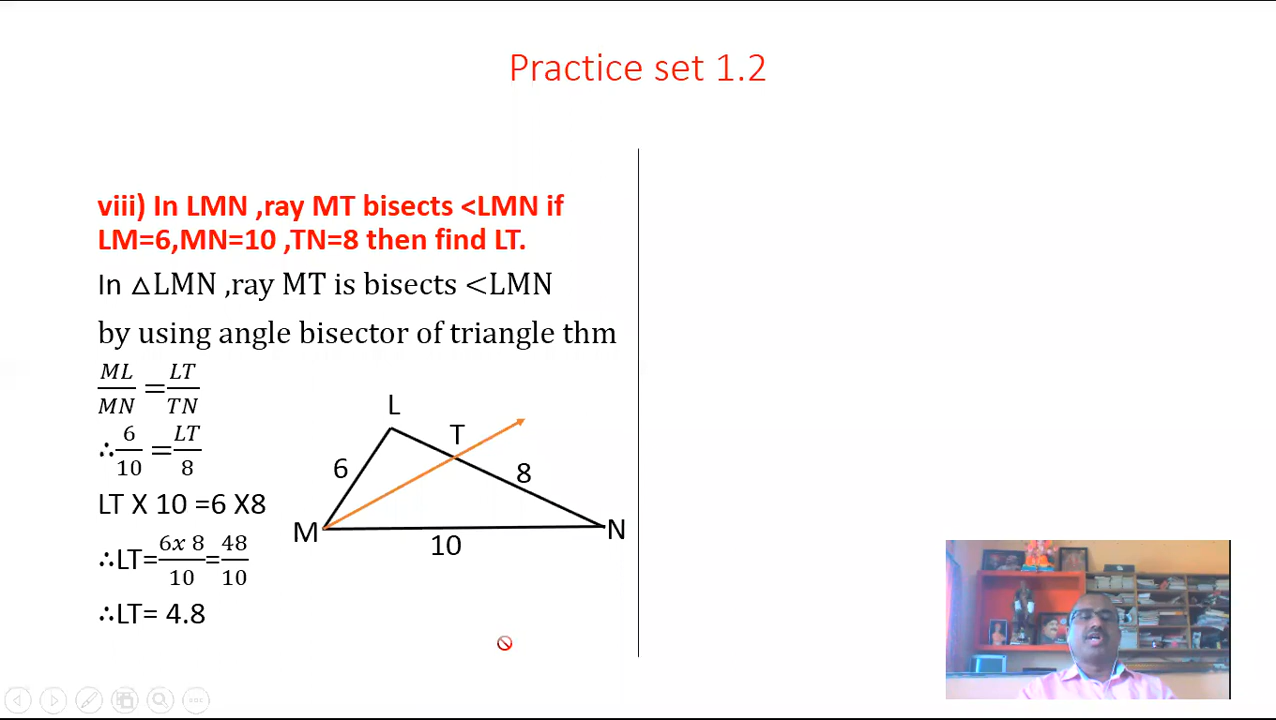 Practice set 1.2
viii) In LMN ,ray MT bisects <LMN if
LM=6,MN=10 ,TN=8 then find LT.
In △LMN ,ray MT is bisects <LMN
by using angle bisector of triangle thm
ML/MN=LT/TN
∴6/10=LT/8
LT X 10 =6 X8
∴LT=6x 8/10=48/10
∴LT= 4.8
L
T
6
8
M
N
10